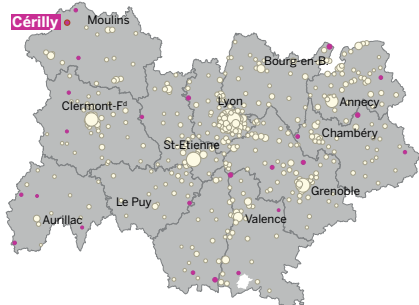 Cérilly
Moulins
Bourg-en-B.
Clermont-Fd
Lyon
Annecy
Chambéry
St-Etienne
Grenoble
Le Puy
Aurillac
Valence